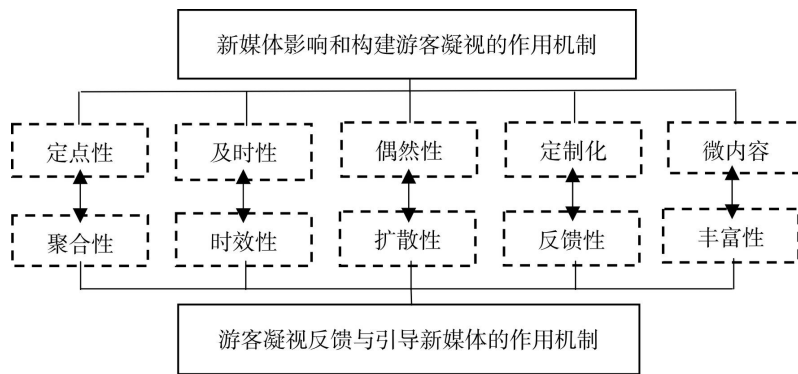 新媒体影响和构建游客凝视的作用机制
定点性
及时性
偶然性
定制化
微内容
聚合性
时效性
扩散性
反馈性
丰富性
游客凝视反馈与引导新媒体的作用机制